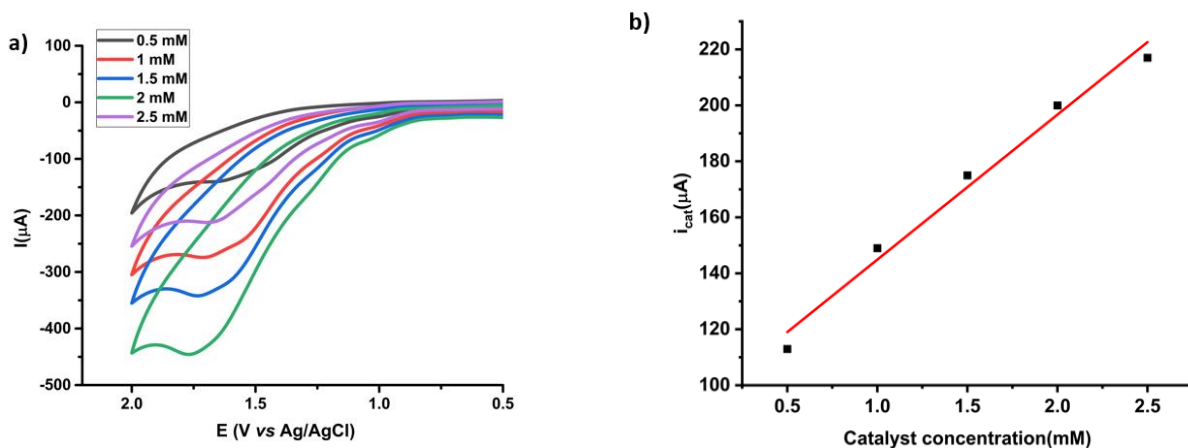 a)
0.5 mM
1 mM
1.5 mM
2 mM
2.5 mM
100
0
-100
-200
-300
-400
-500
I(μA)
2.0 1.5 1.0 0.5
E (V vs Ag/AgCl)
b)
220
200
180
160
140
120
100
i_cat(μA)
0.5 1.0 1.5 2.0 2.5
Catalyst concentration(mM)